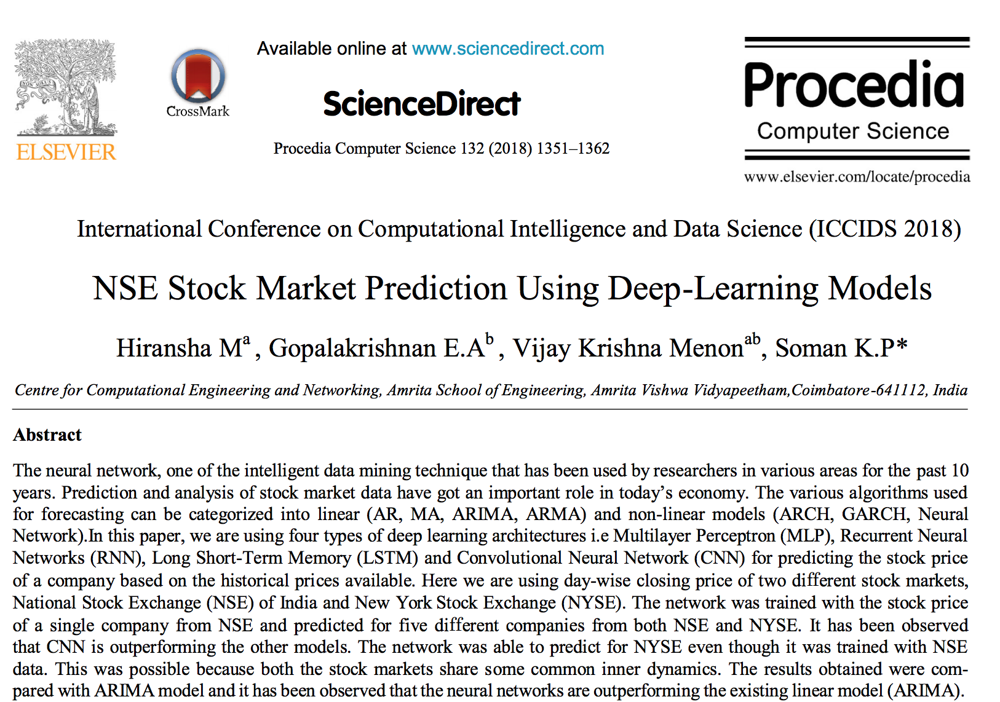 Available online at www.sciencedirect.com
NON SOLUS
CrossMark
ScienceDirect
Procedia
Computer Science
ELSEVIER
Procedia Computer Science 132 (2018) 1351–1362
www.elsevier.com/locate/procedia
International Conference on Computational Intelligence and Data Science (ICCIDS 2018)
NSE Stock Market Prediction Using Deep-Learning Models
Hiransha Mᵃ , Gopalakrishnan E.Aᵇ , Vijay Krishna Menonᵃᵇ, Soman K.P*
Centre for Computational Engineering and Networking, Amrita School of Engineering, Amrita Vishwa Vidyapeetham,Coimbatore-641112, India
Abstract
The neural network, one of the intelligent data mining technique that has been used by researchers in various areas for the past 10
years. Prediction and analysis of stock market data have got an important role in today’s economy. The various algorithms used
for forecasting can be categorized into linear (AR, MA, ARIMA, ARMA) and non-linear models (ARCH, GARCH, Neural
Network).In this paper, we are using four types of deep learning architectures i.e Multilayer Perceptron (MLP), Recurrent Neural
Networks (RNN), Long Short-Term Memory (LSTM) and Convolutional Neural Network (CNN) for predicting the stock price
of a company based on the historical prices available. Here we are using day-wise closing price of two different stock markets,
National Stock Exchange (NSE) of India and New York Stock Exchange (NYSE). The network was trained with the stock price
of a single company from NSE and predicted for five different companies from both NSE and NYSE. It has been observed
that CNN is outperforming the other models. The network was able to predict for NYSE even though it was trained with NSE
data. This was possible because both the stock markets share some common inner dynamics. The results obtained were com-
pared with ARIMA model and it has been observed that the neural networks are outperforming the existing linear model (ARIMA).